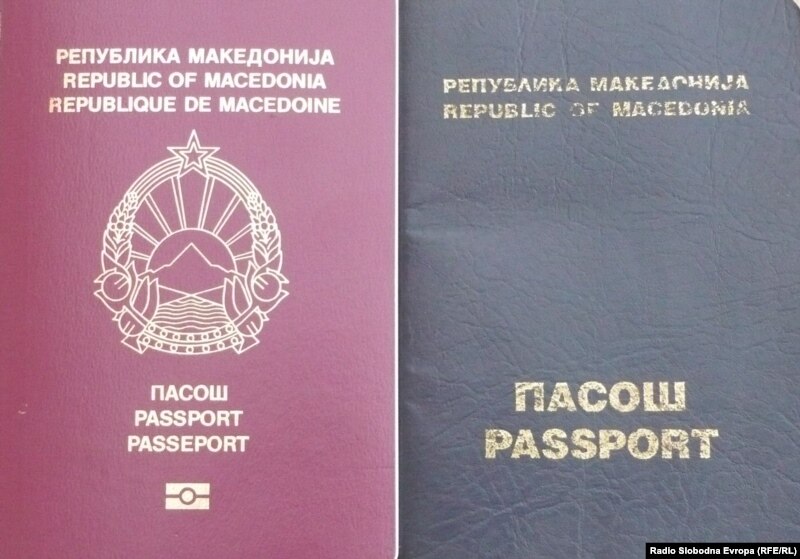 РЕПУБЛИКА МАКЕДОНИЈА
REPUBLIC OF MACEDONIA
REPUBLIQUE DE MACEDOINE
ПАСОШ
PASSPORT
PASSEPORT
РЕПУБЛИКА МАКЕДОНИЈА
REPUBLIC OF MACEDONIA
ПАСОШ
PASSPORT
Radio Slobodna Evropa (RFE/RL)